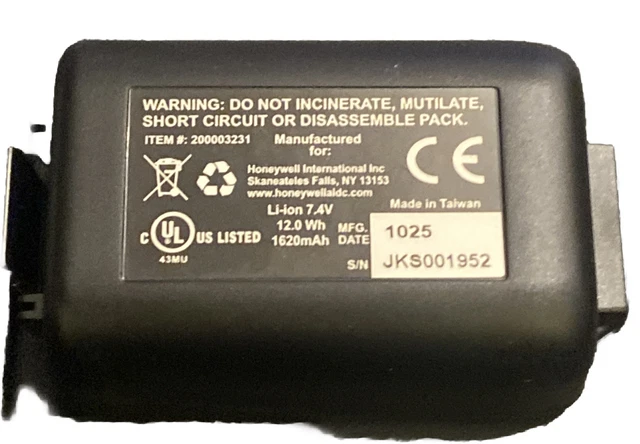 WARNING: DO NOT INCINERATE, MUTILATE,
SHORT CIRCUIT OR DISASSEMBLE PACK.
ITEM #: 200003231
Manufactured
for:
Honeywell International Inc
Skaneateles Falls, NY 13153
www.honeywellaidc.com
CE
Made in Taiwan
Li-ion 7.4V
12.0 Wh
1620mAh
C UL US LISTED
43MU
MFG. DATE 1025
S/N JKS001952